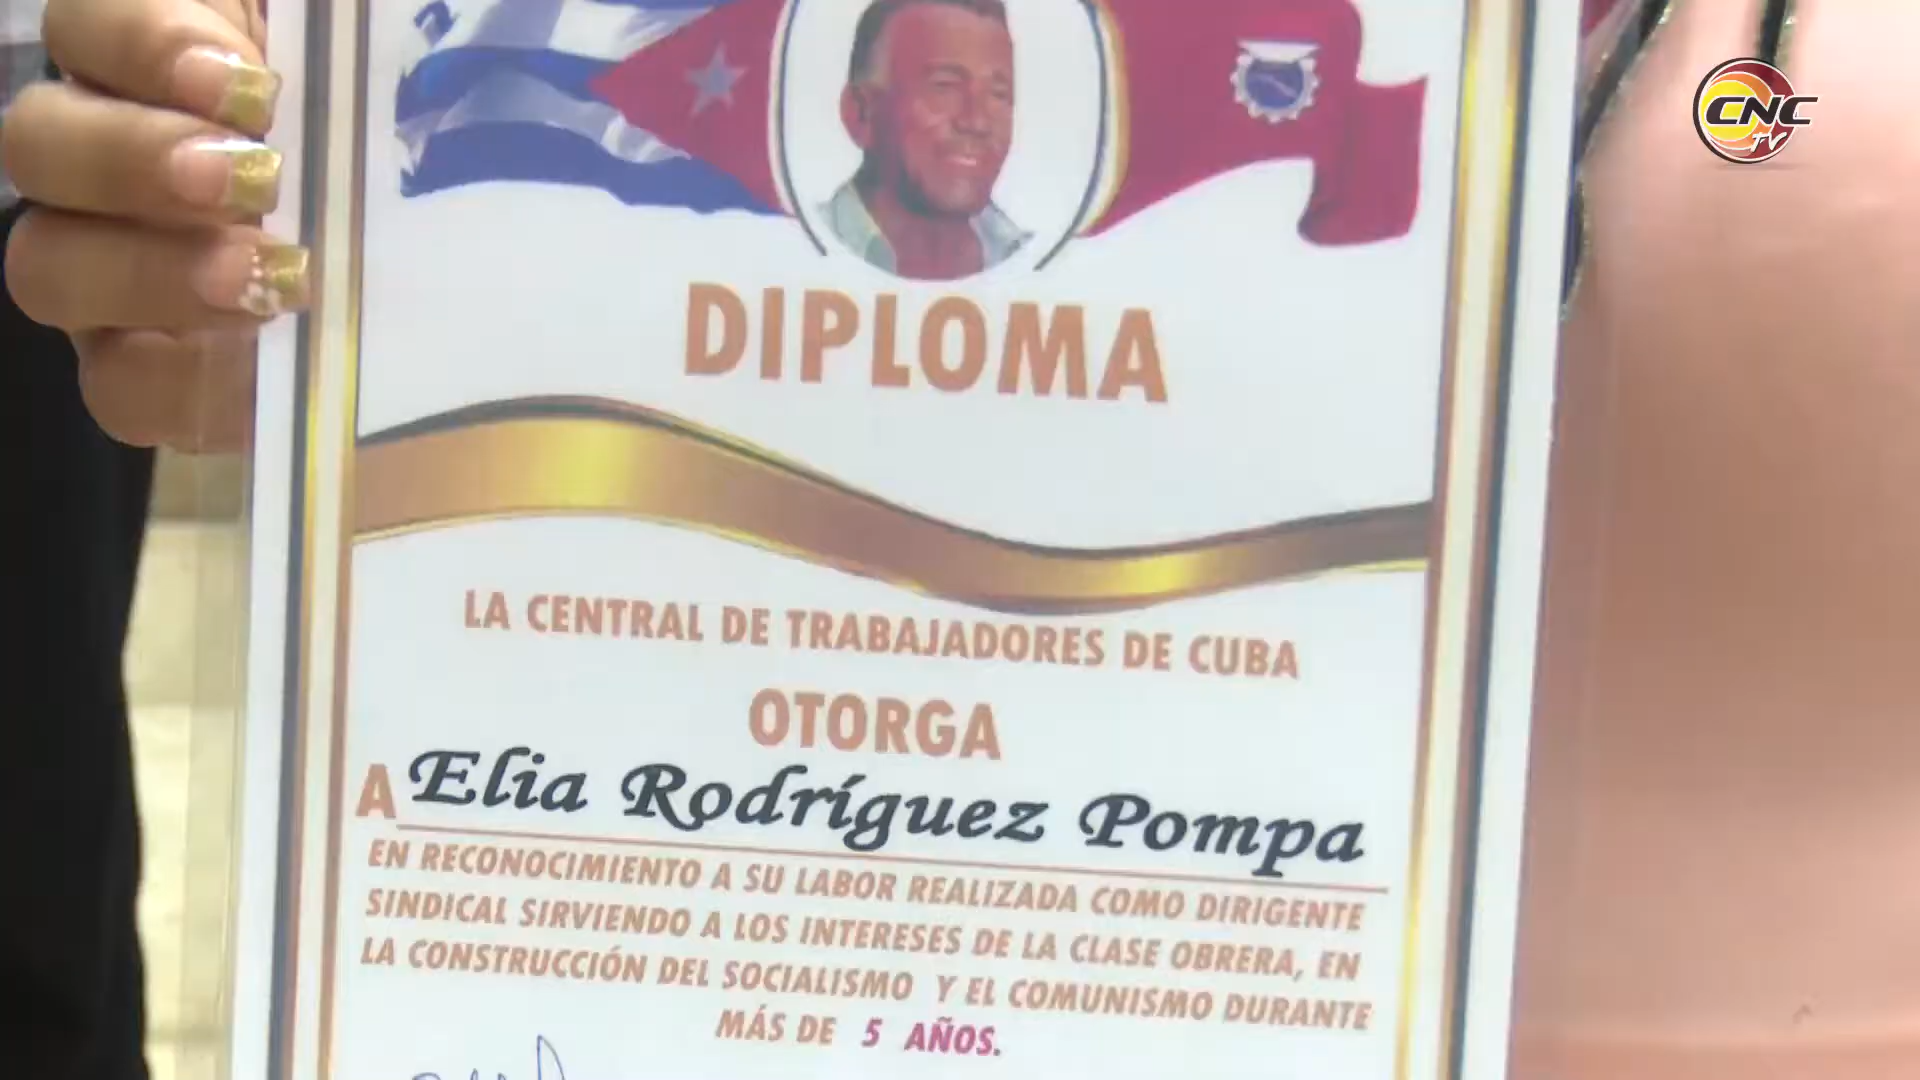 CNC
TV
DIPLOMA
LA CENTRAL DE TRABAJADORES DE CUBA
OTORGA
A Elia Rodríguez Pompa
EN RECONOCIMIENTO A SU LABOR REALIZADA COMO DIRIGENTE
SINDICAL SIRVIENDO A LOS INTERESES DE LA CLASE OBRERA, EN
LA CONSTRUCCIÓN DEL SOCIALISMO Y EL COMUNISMO DURANTE
MÁS DE 5 AÑOS.